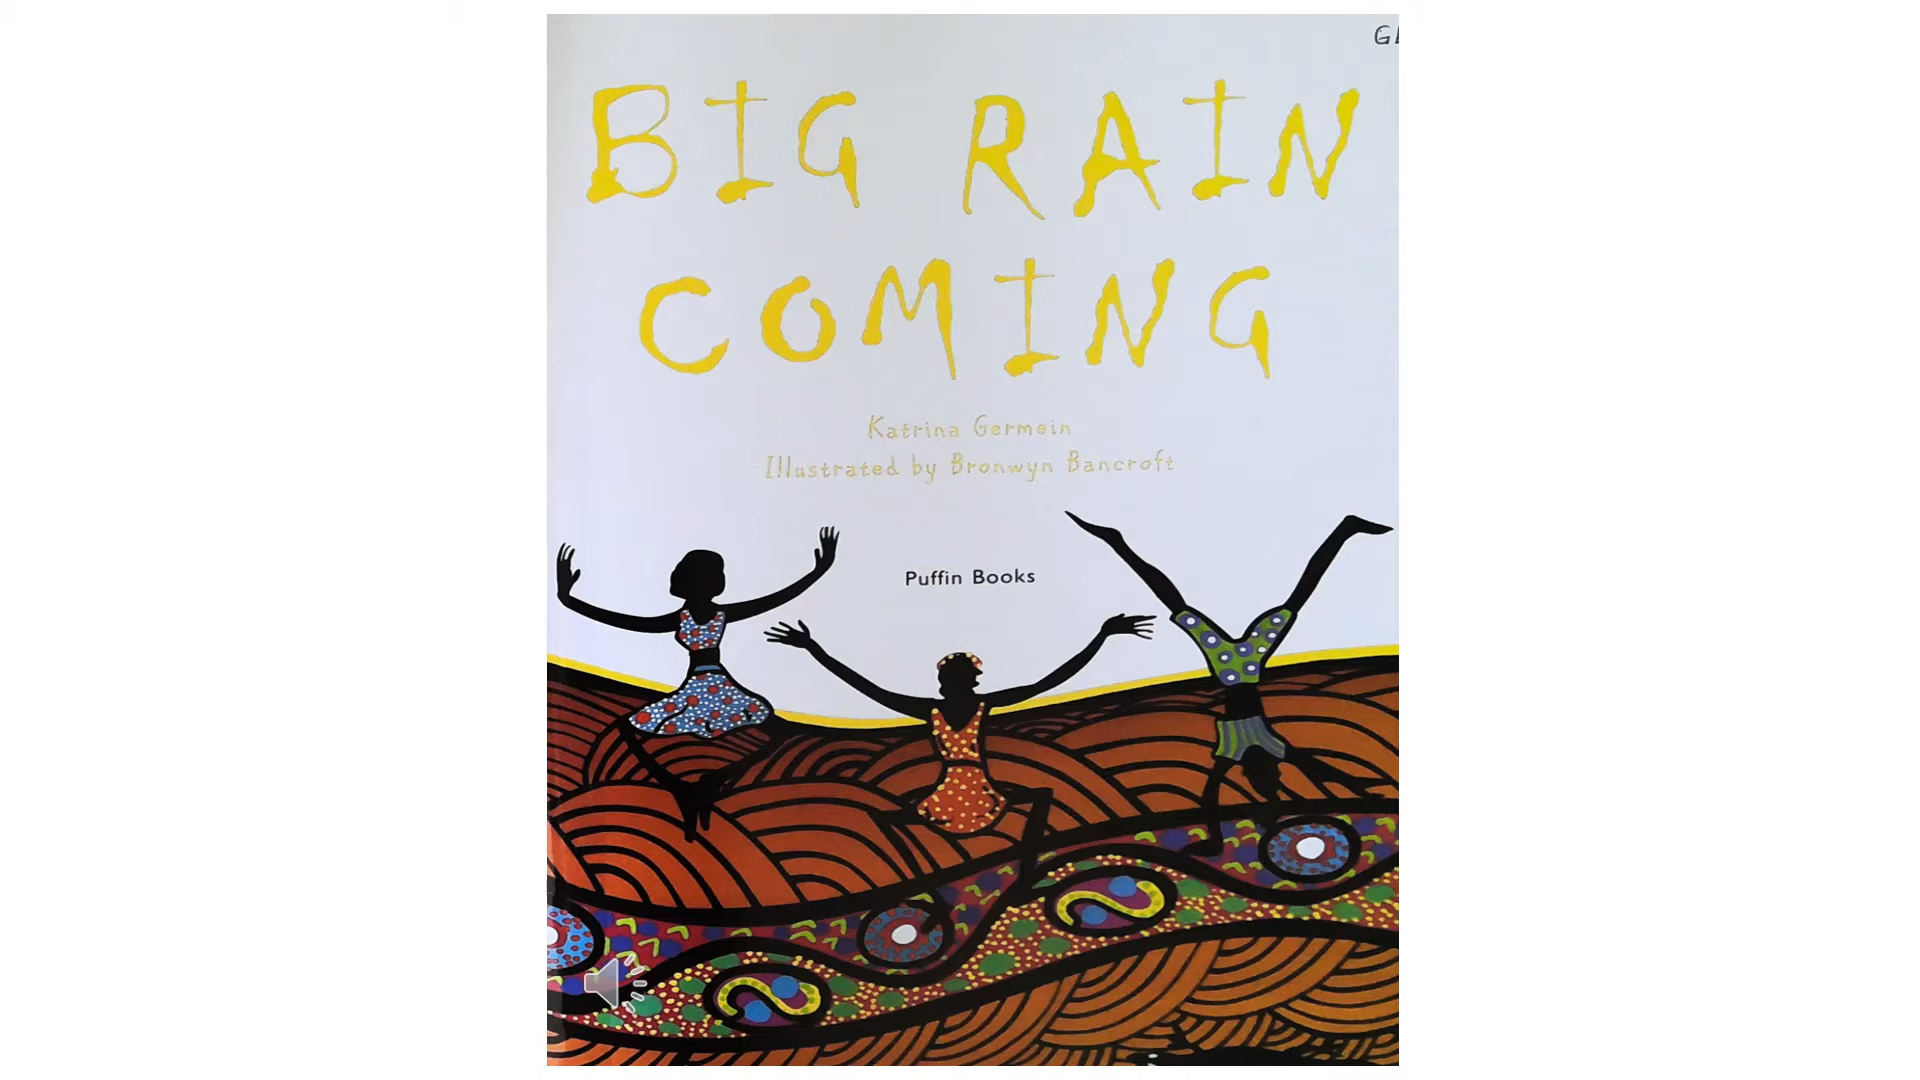 BIG RAIN
COMING
Katrina Germein
Illustrated by Bronwyn Bancroft
Puffin Books